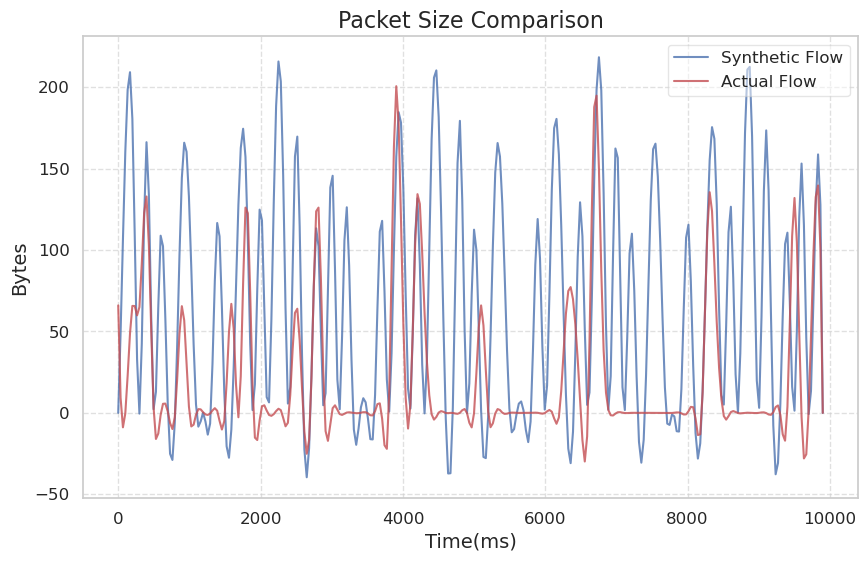 Packet Size Comparison
Synthetic Flow
Actual Flow
200
150
100
50
0
−50
Bytes
0 2000 4000 6000 8000 10000
Time(ms)